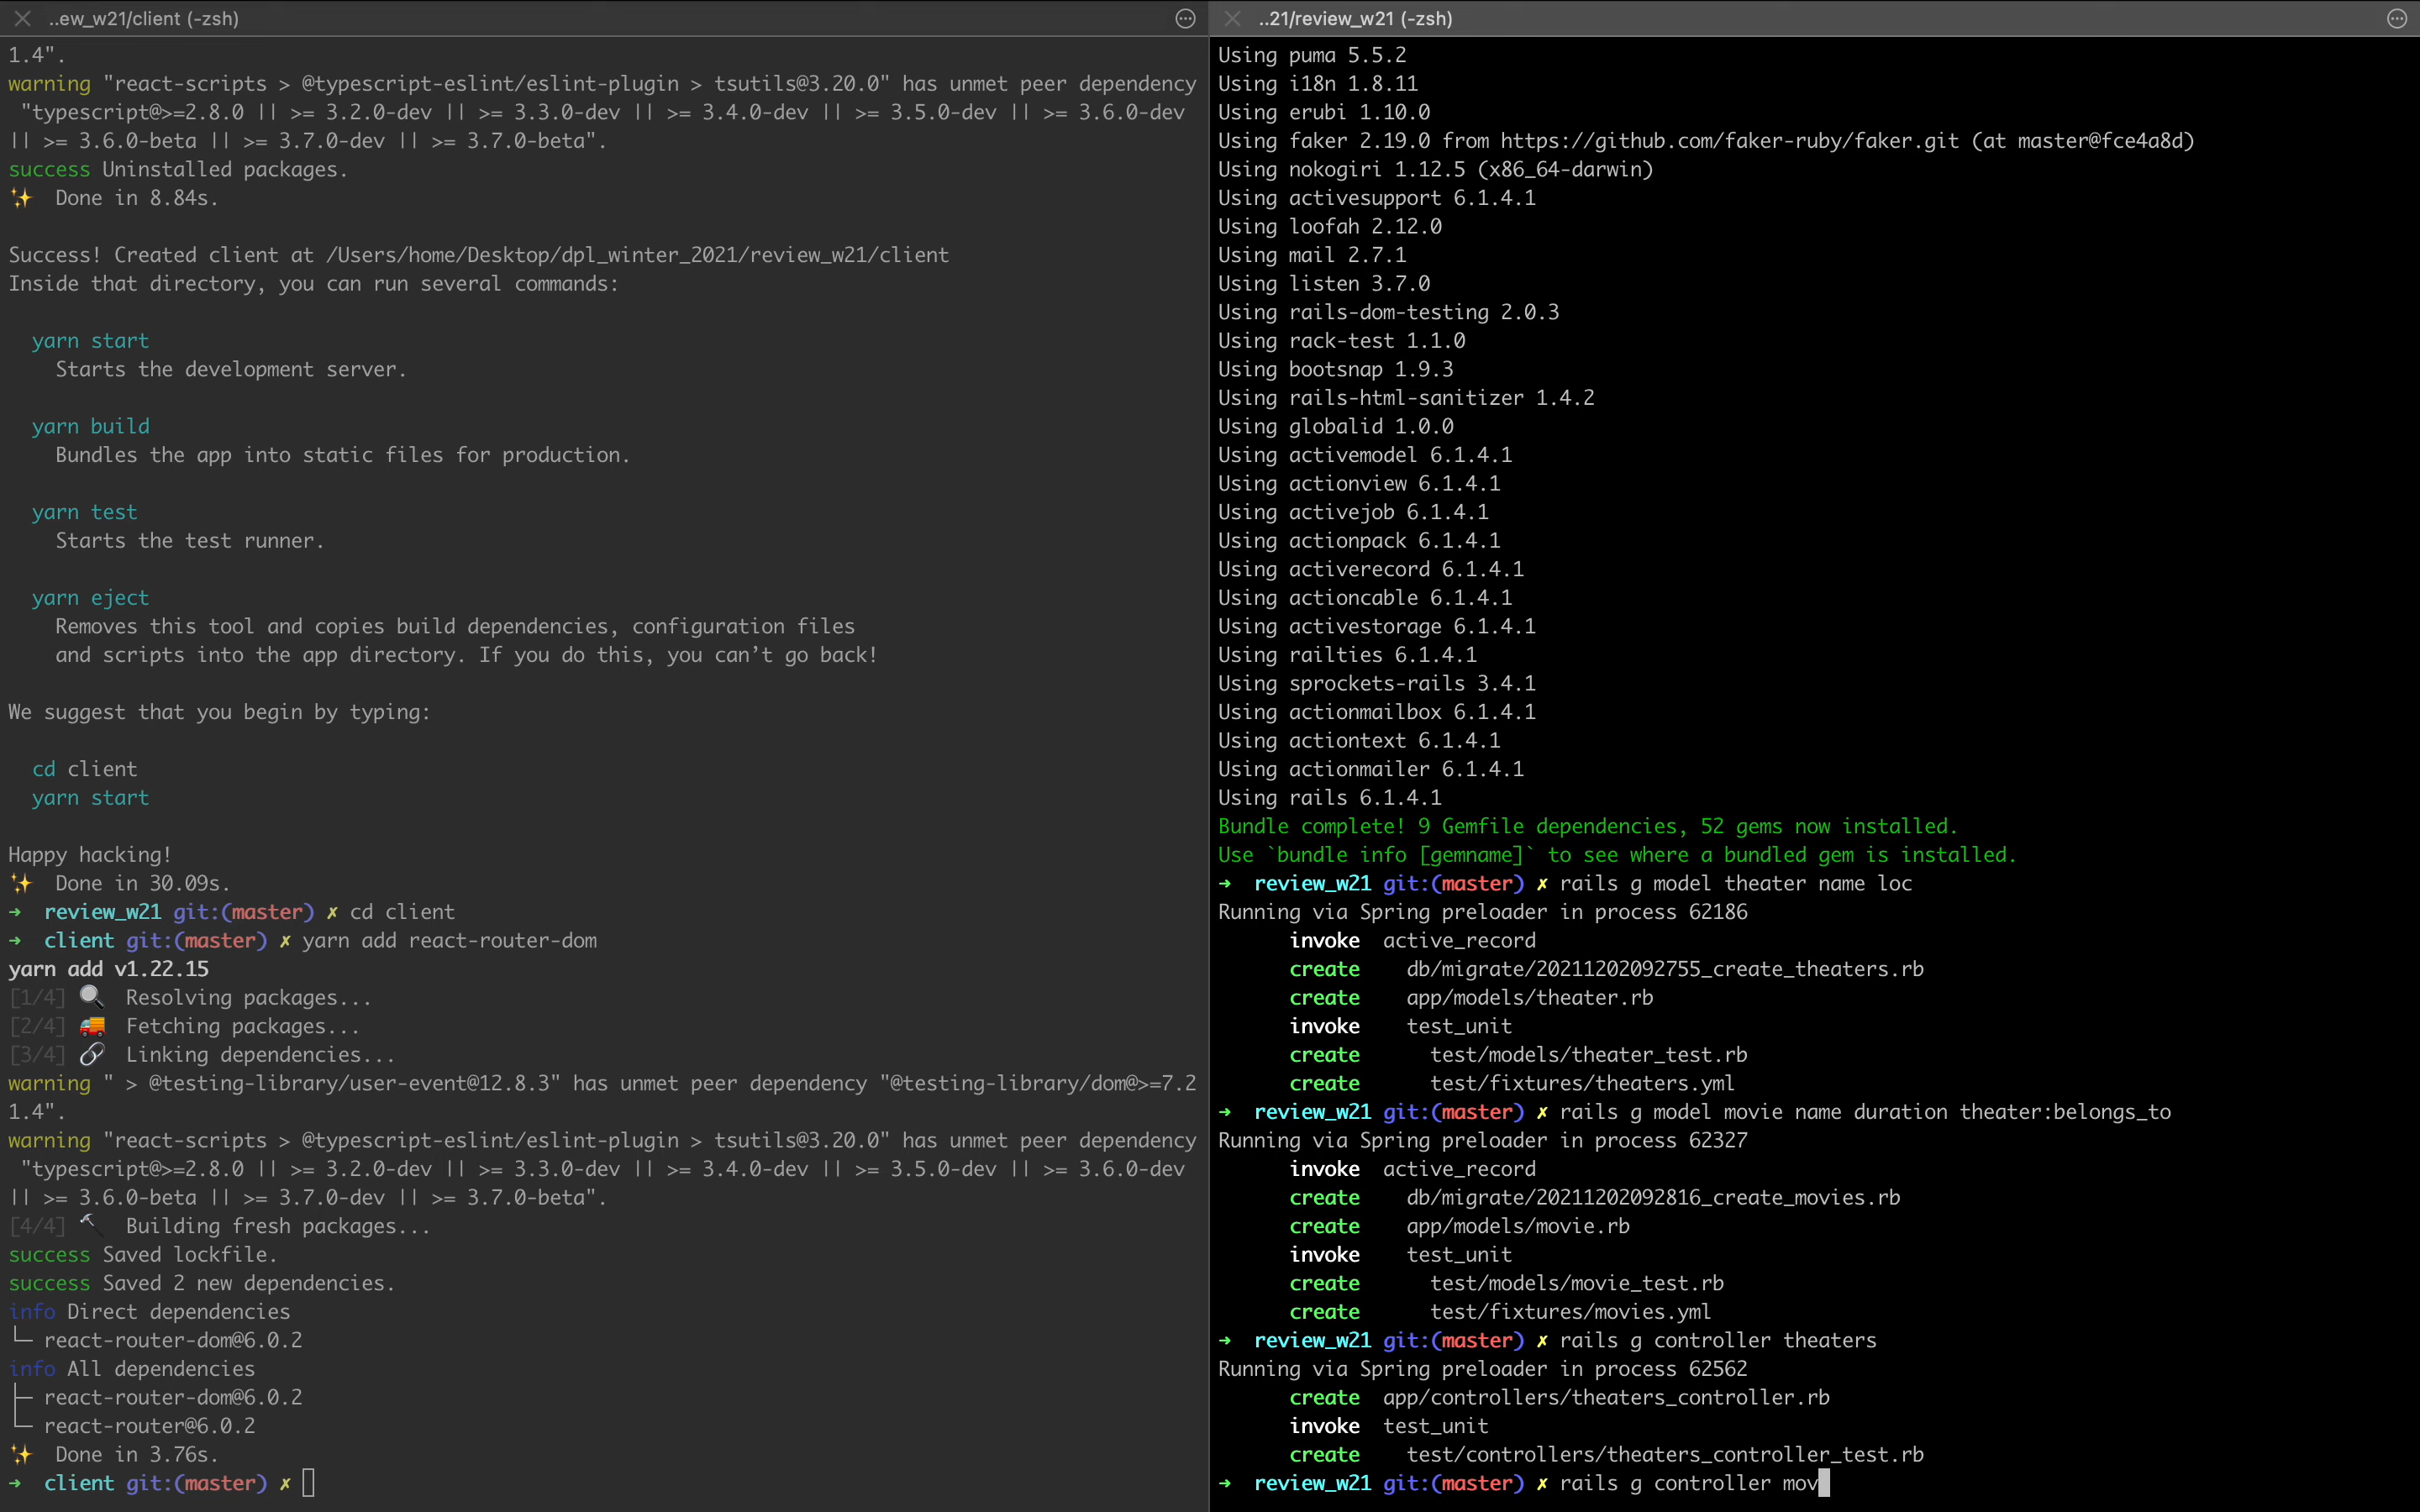 ..ew_w21/client (-zsh)
1.4".
warning "react-scripts > @typescript-eslint/eslint-plugin > tsutils@3.20.0" has unmet peer dependency
"typescript@>=2.8.0 || >= 3.2.0-dev || >= 3.3.0-dev || >= 3.4.0-dev || >= 3.5.0-dev || >= 3.6.0-dev
|| >= 3.6.0-beta || >= 3.7.0-dev || >= 3.7.0-beta".
success Uninstalled packages.
✨ Done in 8.84s.
Success! Created client at /Users/home/Desktop/dpl_winter_2021/review_w21/client
Inside that directory, you can run several commands:
yarn start
Starts the development server.
yarn build
Bundles the app into static files for production.
yarn test
Starts the test runner.
yarn eject
Removes this tool and copies build dependencies, configuration files
and scripts into the app directory. If you do this, you can’t go back!
We suggest that you begin by typing:
cd client
yarn start
Happy hacking!
✨ Done in 30.09s.
➜ review_w21 git:(master) ✗ cd client
➜ client git:(master) ✗ yarn add react-router-dom
yarn add v1.22.15
[1/4] 🔍 Resolving packages...
[2/4] 🚚 Fetching packages...
[3/4] 🔗 Linking dependencies...
warning " > @testing-library/user-event@12.8.3" has unmet peer dependency "@testing-library/dom@>=7.2
1.4".
warning "react-scripts > @typescript-eslint/eslint-plugin > tsutils@3.20.0" has unmet peer dependency
"typescript@>=2.8.0 || >= 3.2.0-dev || >= 3.3.0-dev || >= 3.4.0-dev || >= 3.5.0-dev || >= 3.6.0-dev
|| >= 3.6.0-beta || >= 3.7.0-dev || >= 3.7.0-beta".
[4/4] 🔨 Building fresh packages...
success Saved lockfile.
success Saved 2 new dependencies.
info Direct dependencies
└─ react-router-dom@6.0.2
info All dependencies
├─ react-router-dom@6.0.2
└─ react-router@6.0.2
✨ Done in 3.76s.
➜ client git:(master) ✗
..21/review_w21 (-zsh)
Using puma 5.5.2
Using i18n 1.8.11
Using erubi 1.10.0
Using faker 2.19.0 from https://github.com/faker-ruby/faker.git (at master@fce4a8d)
Using nokogiri 1.12.5 (x86_64-darwin)
Using activesupport 6.1.4.1
Using loofah 2.12.0
Using mail 2.7.1
Using listen 3.7.0
Using rails-dom-testing 2.0.3
Using rack-test 1.1.0
Using bootsnap 1.9.3
Using rails-html-sanitizer 1.4.2
Using globalid 1.0.0
Using activemodel 6.1.4.1
Using actionview 6.1.4.1
Using activejob 6.1.4.1
Using actionpack 6.1.4.1
Using activerecord 6.1.4.1
Using actioncable 6.1.4.1
Using activestorage 6.1.4.1
Using railties 6.1.4.1
Using sprockets-rails 3.4.1
Using actionmailbox 6.1.4.1
Using actiontext 6.1.4.1
Using actionmailer 6.1.4.1
Using rails 6.1.4.1
Bundle complete! 9 Gemfile dependencies, 52 gems now installed.
Use `bundle info [gemname]` to see where a bundled gem is installed.
➜ review_w21 git:(master) ✗ rails g model theater name loc
Running via Spring preloader in process 62186
invoke active_record
create db/migrate/20211202092755_create_theaters.rb
create app/models/theater.rb
invoke test_unit
create test/models/theater_test.rb
create test/fixtures/theaters.yml
➜ review_w21 git:(master) ✗ rails g model movie name duration theater:belongs_to
Running via Spring preloader in process 62327
invoke active_record
create db/migrate/20211202092816_create_movies.rb
create app/models/movie.rb
invoke test_unit
create test/models/movie_test.rb
create test/fixtures/movies.yml
➜ review_w21 git:(master) ✗ rails g controller theaters
Running via Spring preloader in process 62562
create app/controllers/theaters_controller.rb
invoke test_unit
create test/controllers/theaters_controller_test.rb
➜ review_w21 git:(master) ✗ rails g controller mov